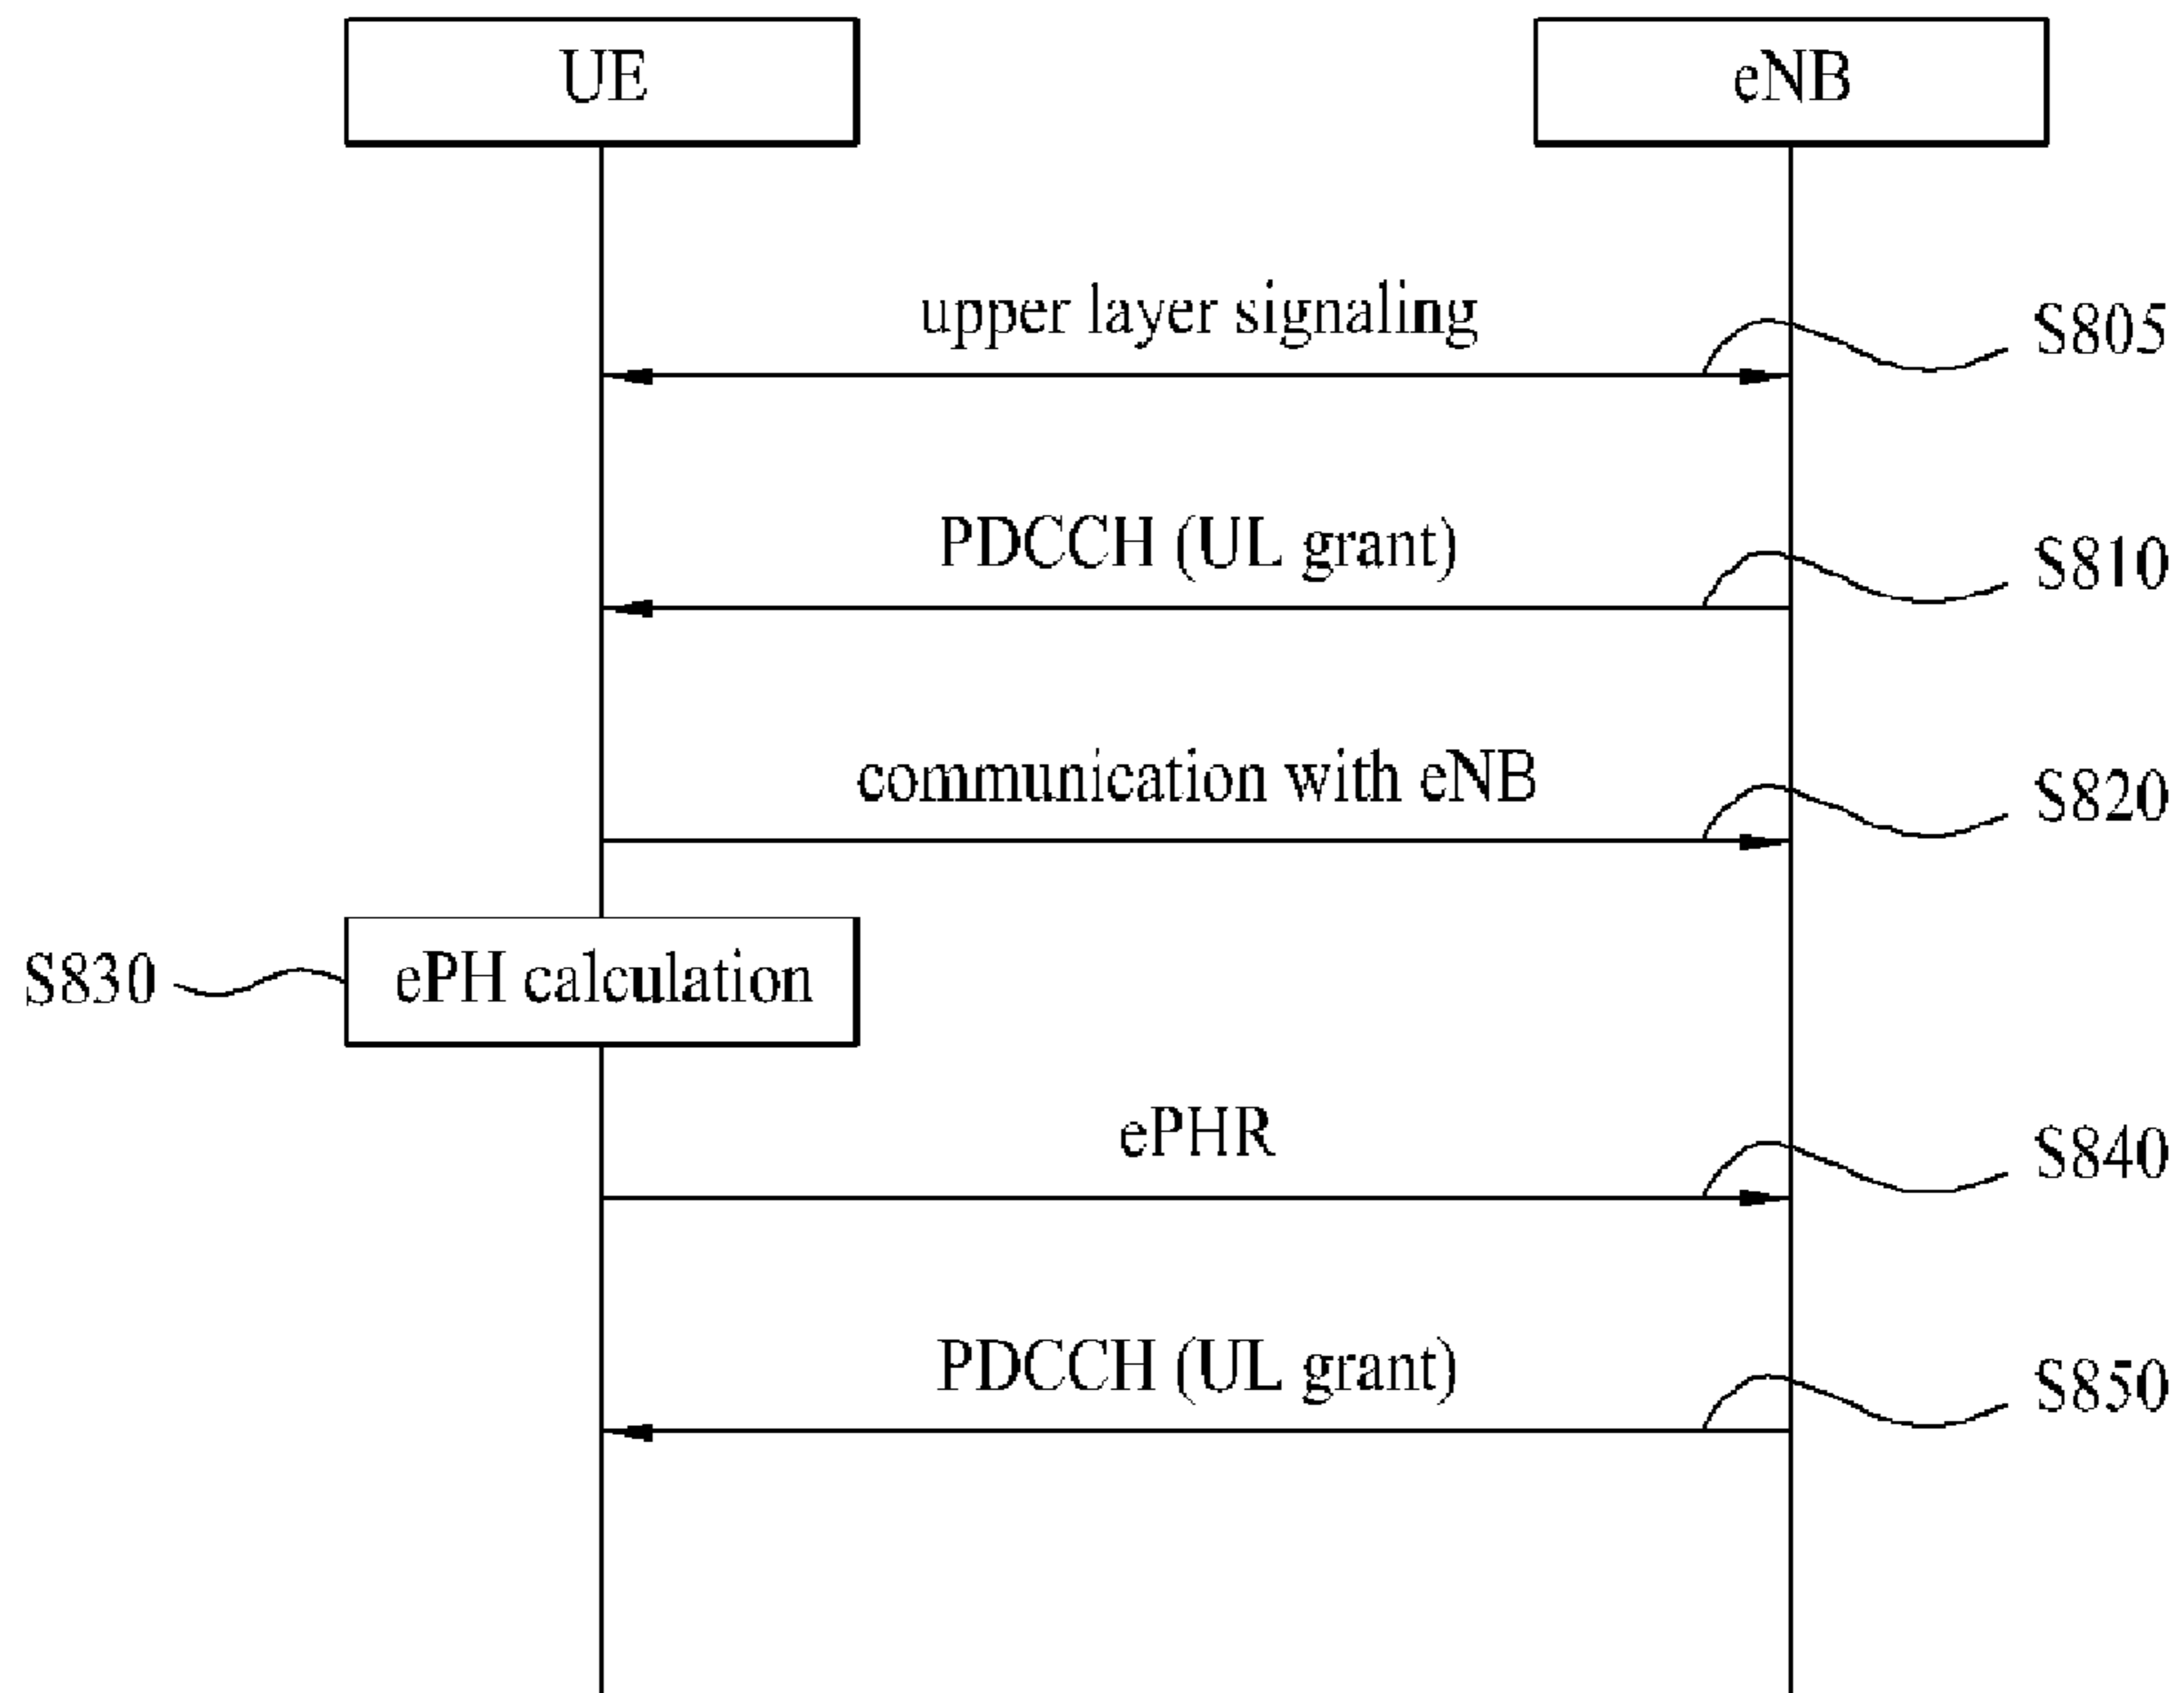 UE
eNB
upper layer signaling
S805
PDCCH (UL grant)
S810
communication with eNB
S820
S830
ePH calculation
ePHR
S840
PDCCH (UL grant)
S850